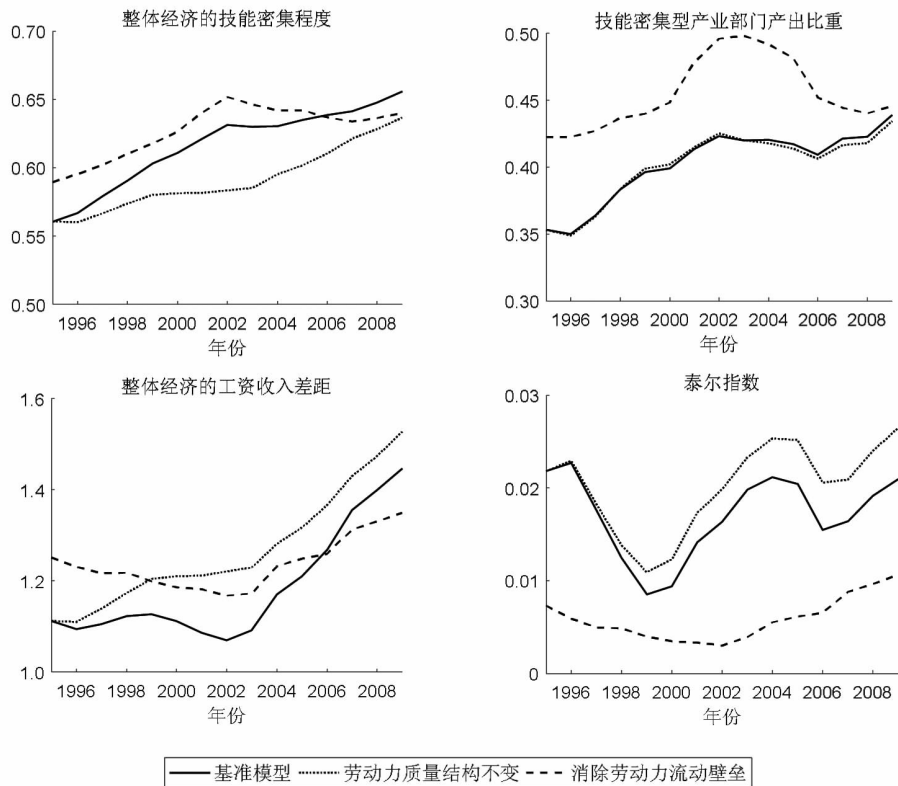 整体经济的技能密集程度
0.70
0.65
0.60
0.55
0.50
1996 1998 2000 2002 2004 2006 2008
年份
技能密集型产业部门产出比重
0.50
0.45
0.40
0.35
0.30
1996 1998 2000 2002 2004 2006 2008
年份
整体经济的工资收入差距
1.6
1.4
1.2
1.0
1996 1998 2000 2002 2004 2006 2008
年份
泰尔指数
0.03
0.02
0.01
0
1996 1998 2000 2002 2004 2006 2008
年份
基准模型 劳动力质量结构不变 消除劳动力流动壁垒